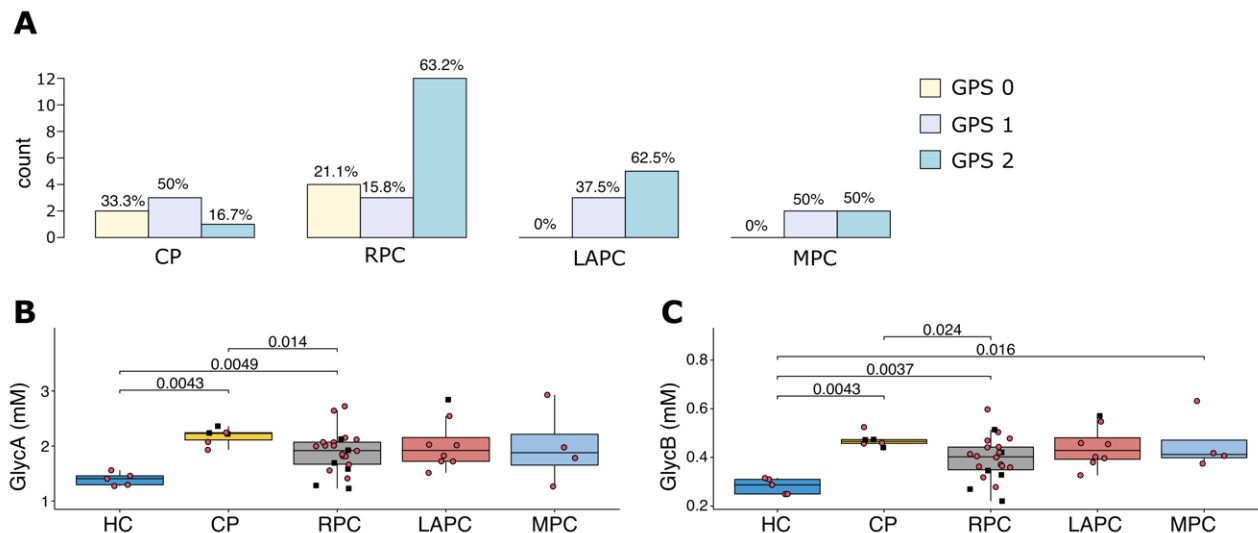 A
63.2%
12
10
8
6
4
2
0
count
33.3%
50%
16.7%
21.1%
15.8%
0%
37.5%
62.5%
0%
50%
50%
GPS 0
GPS 1
GPS 2
CP
RPC
LAPC
MPC
B
GlycA (mM)
3
2
1
0.014
0.0049
0.0043
HC
CP
RPC
LAPC
MPC
C
GlycB (mM)
0.8
0.6
0.4
0.2
0.024
0.016
0.0037
0.0043
HC
CP
RPC
LAPC
MPC